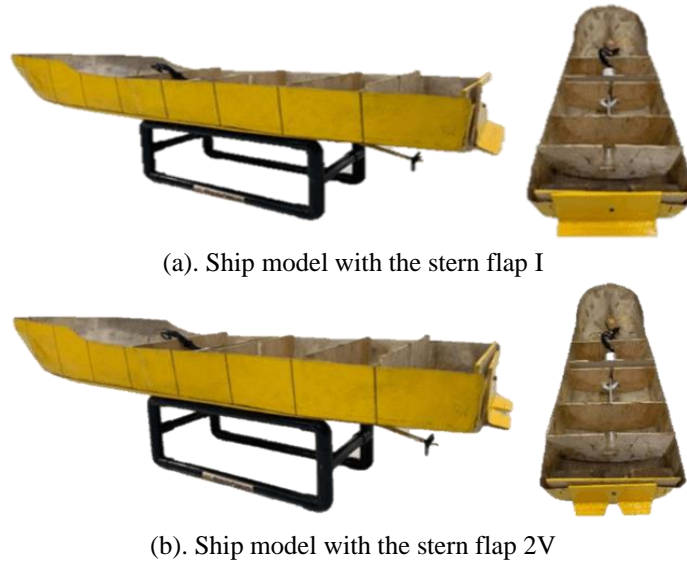 (a). Ship model with the stern flap I
(b). Ship model with the stern flap 2V